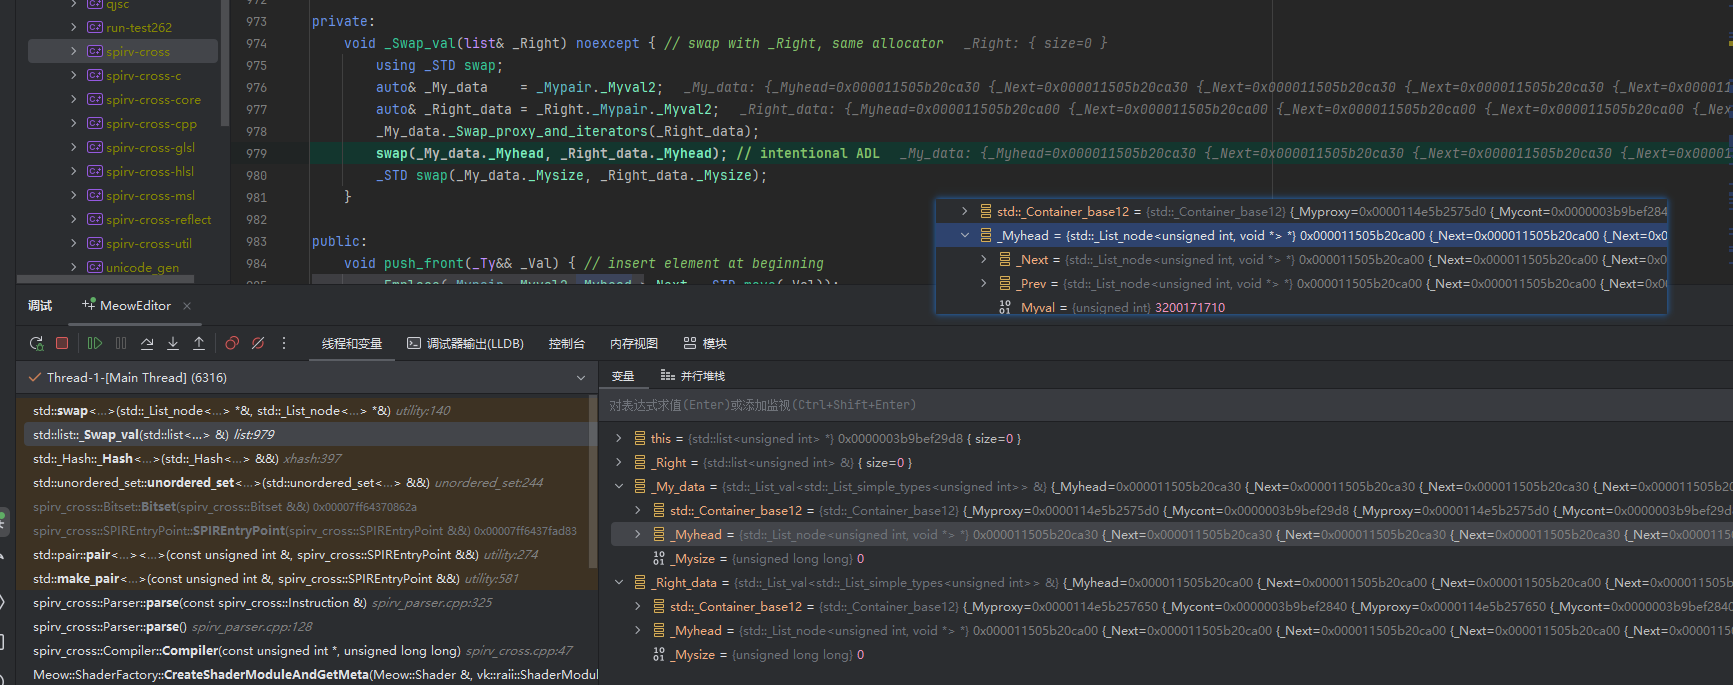 qjsc
run-test262
spirv-cross
spirv-cross-c
spirv-cross-core
spirv-cross-cpp
spirv-cross-glsl
spirv-cross-hlsl
spirv-cross-msl
spirv-cross-reflect
spirv-cross-util
unicode_gen
972
973 private:
974 void _Swap_val(list& _Right) noexcept { // swap with _Right, same allocator _Right: { size=0 }
975 using _STD swap;
976 auto& _My_data = _Mypair._Myval2; _My_data: {_Myhead=0x000011505b20ca30 {_Next=0x000011505b20ca30 {_Next=0x000011505b20ca30 {_Next=0x00001
977 auto& _Right_data = _Right._Mypair._Myval2; _Right_data: {_Myhead=0x000011505b20ca00 {_Next=0x000011505b20ca00 {_Next=0x000011505b20ca00 {_Nex
978 _My_data._Swap_proxy_and_iterators(_Right_data);
979 swap(_My_data._Myhead, _Right_data._Myhead); // intentional ADL _My_data: {_Myhead=0x000011505b20ca30 {_Next=0x000011505b20ca30 {_Next=0x000011505b20ca30 {_Next=0x00001
980 _STD swap(_My_data._Mysize, _Right_data._Mysize);
981 }
982
983 public:
984 void push_front(_Ty&& _Val) { // insert element at beginning
std::_Container_base12 = {std::_Container_base12} {_Myproxy=0x0000114e5b2575d0 {_Mycont=0x0000003b9bef284
_Myhead = {std::_List_node<unsigned int, void *> *} 0x000011505b20ca00 {_Next=0x000011505b20ca00 {_Next=0x0
_Next = {std::_List_node<unsigned int, void *> *} 0x000011505b20ca00 {_Next=0x000011505b20ca00 {_Next=0x0
_Prev = {std::_List_node<unsigned int, void *> *} 0x000011505b20ca00 {_Next=0x000011505b20ca00 {_Next=0x0
_Myval = {unsigned int} 3200171710
调试 MeowEditor
线程和变量 调试器输出(LLDB) 控制台 内存视图 模块
Thread-1-[Main Thread] (6316)
std::swap<...>(std::_List_node<...> *&, std::_List_node<...> *&) utility:140
std::list::_Swap_val(std::list<...> &) list:979
std::_Hash::_Hash<...>(std::_Hash<...> &&) xhash:397
std::unordered_set::unordered_set<...>(std::unordered_set<...> &&) unordered_set:244
spirv_cross::Bitset::Bitset(spirv_cross::Bitset &&) 0x00007ff64370862a
spirv_cross::SPIREntryPoint::SPIREntryPoint(spirv_cross::SPIREntryPoint &&) 0x00007ff6437fad83
std::pair::pair<...><...>(const unsigned int &, spirv_cross::SPIREntryPoint &&) utility:274
std::make_pair<...>(const unsigned int &, spirv_cross::SPIREntryPoint &&) utility:581
spirv_cross::Parser::parse(const spirv_cross::Instruction &) spirv_parser.cpp:325
spirv_cross::Parser::parse() spirv_parser.cpp:128
spirv_cross::Compiler::Compiler(const unsigned int *, unsigned long long) spirv_cross.cpp:47
Meow::ShaderFactory::CreateShaderModuleAndGetMeta(Meow::Shader &, vk::raii::ShaderModul
变量 并行堆栈
对表达式求值(Enter)或添加监视(Ctrl+Shift+Enter)
this = {std::list<unsigned int> *} 0x0000003b9bef29d8 { size=0 }
_Right = {std::list<unsigned int> &} { size=0 }
_My_data = {std::_List_val<std::_List_simple_types<unsigned int>> &} {_Myhead=0x000011505b20ca30 {_Next=0x000011505b20ca30 {_Next=0x000011505b20ca30 {_Next=0x000011505b20
std::_Container_base12 = {std::_Container_base12} {_Myproxy=0x0000114e5b2575d0 {_Mycont=0x0000003b9bef29d8 {_Myproxy=0x0000114e5b2575d0 {_Mycont=0x0000003b9bef29d
_Myhead = {std::_List_node<unsigned int, void *> *} 0x000011505b20ca30 {_Next=0x000011505b20ca30 {_Next=0x000011505b20ca30 {_Next=0x000011505b20ca30 {_Next=0x00001150
_Mysize = {unsigned long long} 0
_Right_data = {std::_List_val<std::_List_simple_types<unsigned int>> &} {_Myhead=0x000011505b20ca00 {_Next=0x000011505b20ca00 {_Next=0x000011505b20ca00 {_Next=0x000011505b20
std::_Container_base12 = {std::_Container_base12} {_Myproxy=0x0000114e5b257650 {_Mycont=0x0000003b9bef2840 {_Myproxy=0x0000114e5b257650 {_Mycont=0x0000003b9bef2840
_Myhead = {std::_List_node<unsigned int, void *> *} 0x000011505b20ca00 {_Next=0x000011505b20ca00 {_Next=0x000011505b20ca00 {_Next=0x000011505b20ca00 {_Next=0x00001150
_Mysize = {unsigned long long} 0